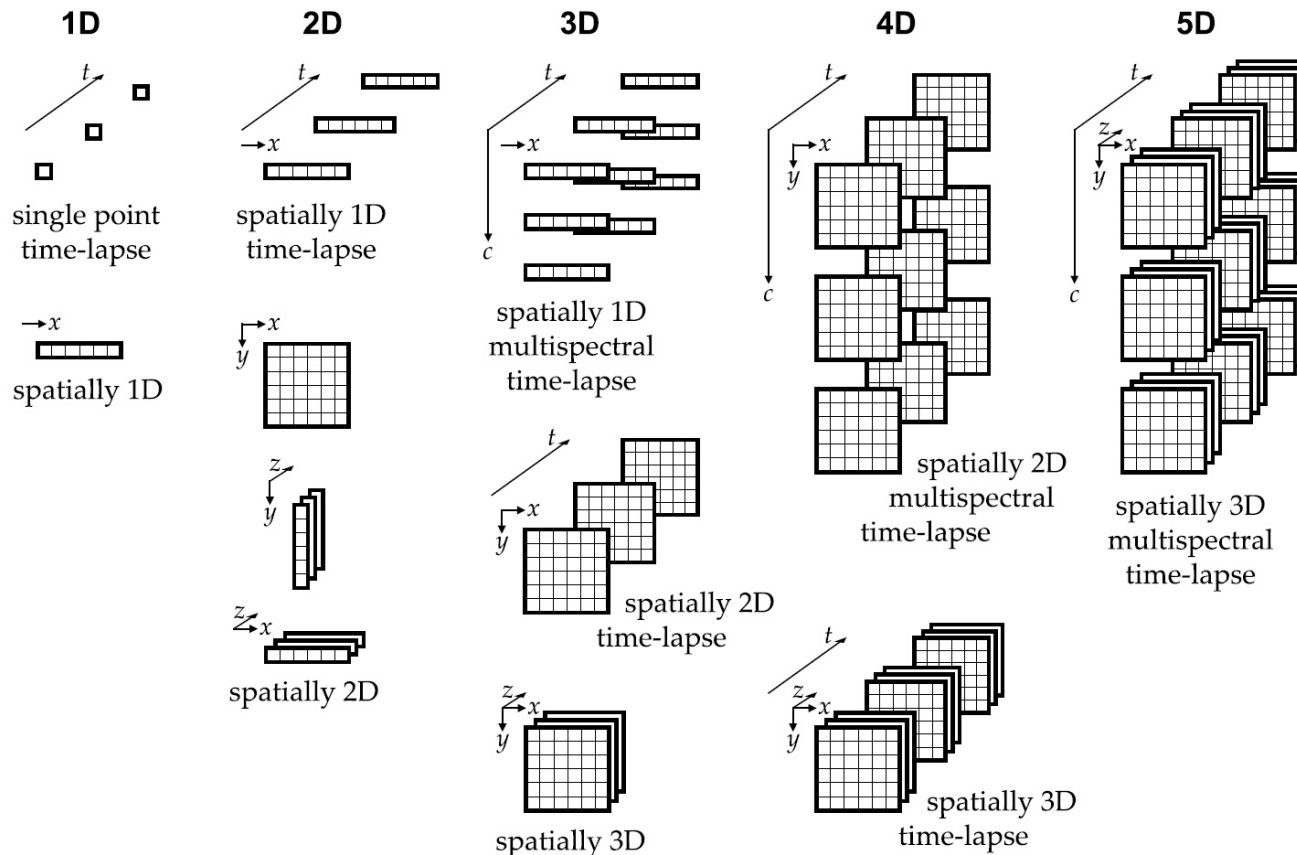 1D
t
single point
time-lapse
x
spatially 1D
2D
t
x
spatially 1D
time-lapse
x
y
z
y
z
x
spatially 2D
3D
t
x
c
spatially 1D
multispectral
time-lapse
t
x
y
spatially 2D
time-lapse
z
x
y
spatially 3D
4D
t
x
y
c
spatially 2D
multispectral
time-lapse
t
z
x
y
spatially 3D
time-lapse
5D
t
z
x
y
c
spatially 3D
multispectral
time-lapse